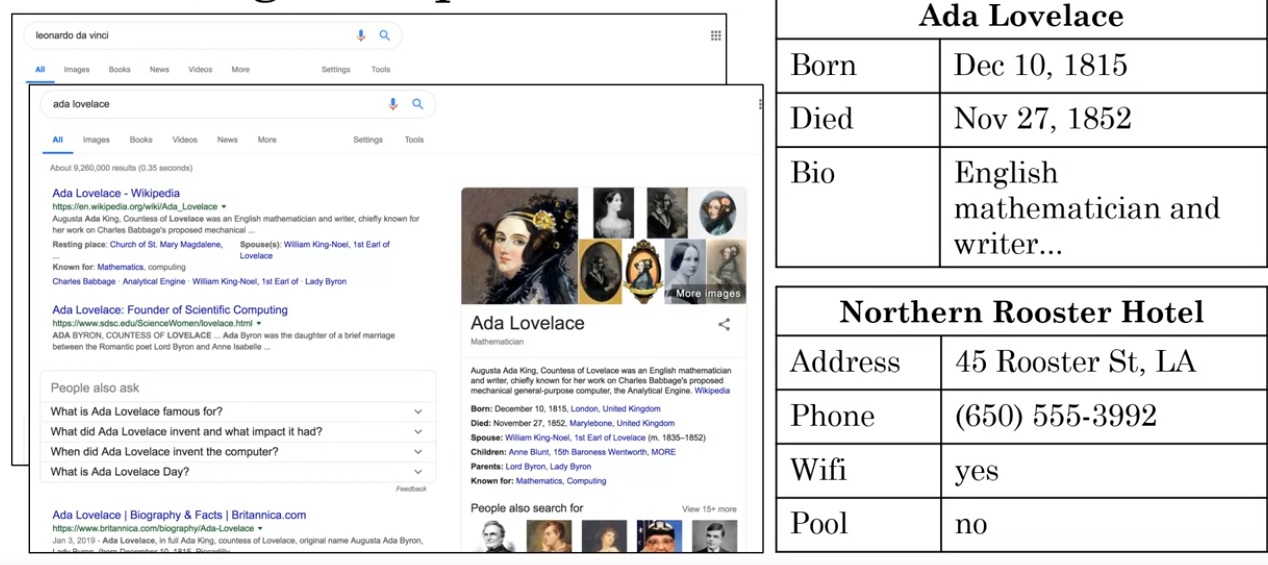 leonardo da vinci
All Images Books News Videos More Settings Tools
ada lovelace
All Images Books Videos News More Settings Tools
About 9,260,000 results (0.35 seconds)
Ada Lovelace - Wikipedia
https://en.wikipedia.org/wiki/Ada_Lovelace
Augusta Ada King, Countess of Lovelace was an English mathematician and writer, chiefly known for
her work on Charles Babbage's proposed mechanical ...
Resting place: Church of St. Mary Magdalene,
...
Spouse(s): William King-Noel, 1st Earl of
Lovelace
Known for: Mathematics, computing
Charles Babbage · Analytical Engine · William King-Noel, 1st Earl of · Lady Byron
Ada Lovelace: Founder of Scientific Computing
https://www.sdsc.edu/ScienceWomen/lovelace.html
ADA BYRON, COUNTESS OF LOVELACE ... Ada Byron was the daughter of a brief marriage
between the Romantic poet Lord Byron and Anne Isabelle ...
People also ask
What is Ada Lovelace famous for?
What did Ada Lovelace invent and what impact it had?
When did Ada Lovelace invent the computer?
What is Ada Lovelace Day?
Feedback
Ada Lovelace | Biography & Facts | Britannica.com
https://www.britannica.com/biography/Ada-Lovelace
Jan 3, 2019 - Ada Lovelace, in full Ada King, countess of Lovelace, original name Augusta Ada Byron,
Lady Byron, (born December 10, 1815, Piccadilly
More images
Ada Lovelace
Mathematician
Augusta Ada King, Countess of Lovelace was an English mathematician
and writer, chiefly known for her work on Charles Babbage's proposed
mechanical general-purpose computer, the Analytical Engine. Wikipedia
Born: December 10, 1815, London, United Kingdom
Died: November 27, 1852, Marylebone, United Kingdom
Spouse: William King-Noel, 1st Earl of Lovelace (m. 1835–1852)
Children: Anne Blunt, 15th Baroness Wentworth, MORE
Parents: Lord Byron, Lady Byron
Known for: Mathematics, Computing
People also search for View 15+ more
Ada Lovelace
Born Dec 10, 1815
Died Nov 27, 1852
Bio English
mathematician and
writer...
Northern Rooster Hotel
Address 45 Rooster St, LA
Phone (650) 555-3992
Wifi yes
Pool no